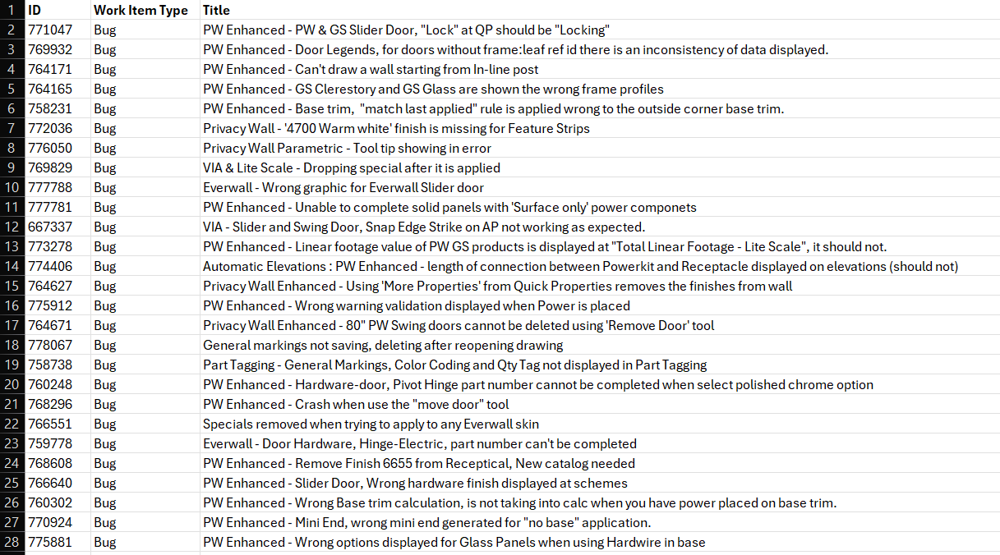 1 ID Work Item Type Title
2 771047 Bug PW Enhanced - PW & GS Slider Door, "Lock" at QP should be "Locking"
3 769932 Bug PW Enhanced - Door Legends, for doors without frame:leaf ref id there is an inconsistency of data displayed.
4 764171 Bug PW Enhanced - Can't draw a wall starting from In-line post
5 764165 Bug PW Enhanced - GS Clerestory and GS Glass are shown the wrong frame profiles
6 758231 Bug PW Enhanced - Base trim,  "match last applied" rule is applied wrong to the outside corner base trim.
7 772036 Bug Privacy Wall - '4700 Warm white' finish is missing for Feature Strips
8 776050 Bug Privacy Wall Parametric - Tool tip showing in error
9 769829 Bug VIA & Lite Scale - Dropping special after it is applied
10 777788 Bug Everwall - Wrong graphic for Everwall Slider door
11 777781 Bug PW Enhanced - Unable to complete solid panels with 'Surface only' power componets
12 667337 Bug VIA - Slider and Swing Door, Snap Edge Strike on AP not working as expected.
13 773278 Bug PW Enhanced - Linear footage value of PW GS products is displayed at "Total Linear Footage - Lite Scale", it should not.
14 774406 Bug Automatic Elevations : PW Enhanced - length of connection between Powerkit and Receptacle displayed on elevations (should not)
15 764627 Bug Privacy Wall Enhanced - Using 'More Properties' from Quick Properties removes the finishes from wall
16 775912 Bug PW Enhanced - Wrong warning validation displayed when Power is placed
17 764671 Bug Privacy Wall Enhanced - 80" PW Swing doors cannot be deleted using 'Remove Door' tool
18 778067 Bug General markings not saving, deleting after reopening drawing
19 758738 Bug Part Tagging - General Markings, Color Coding and Qty Tag not displayed in Part Tagging
20 760248 Bug PW Enhanced - Hardware-door, Pivot Hinge part number cannot be completed when select polished chrome option
21 768296 Bug PW Enhanced - Crash when use the "move door" tool
22 766551 Bug Specials removed when trying to apply to any Everwall skin
23 759778 Bug Everwall - Door Hardware, Hinge-Electric, part number can't be completed
24 768608 Bug PW Enhanced - Remove Finish 6655 from Receptical, New catalog needed
25 766640 Bug PW Enhanced - Slider Door, Wrong hardware finish displayed at schemes
26 760302 Bug PW Enhanced - Wrong Base trim calculation, is not taking into calc when you have power placed on base trim.
27 770924 Bug PW Enhanced - Mini End, wrong mini end generated for "no base" application.
28 775881 Bug PW Enhanced - Wrong options displayed for Glass Panels when using Hardwire in base